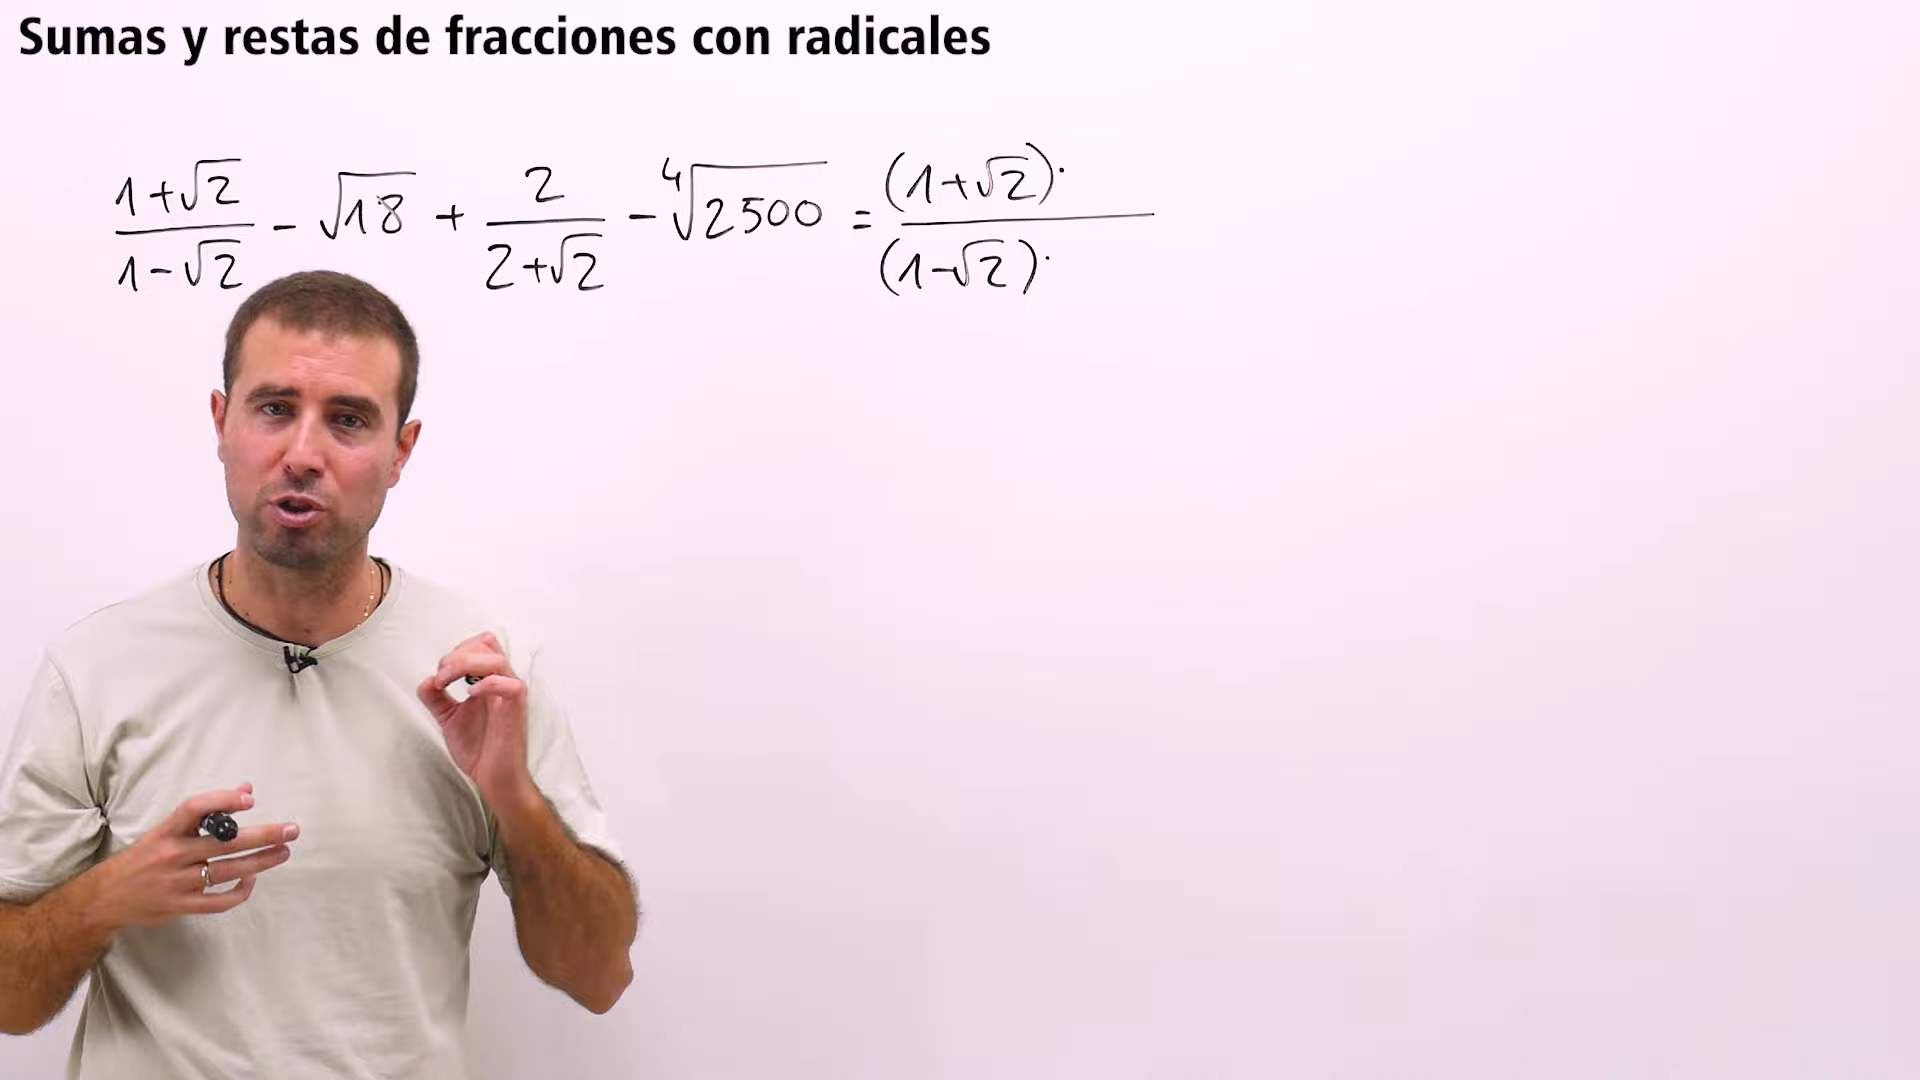 Sumas y restas de fracciones con radicales
1+√2 / 1-√2 - √18 + 2 / 2+√2 - ⁴√2500 = (1+√2)· / (1-√2)·